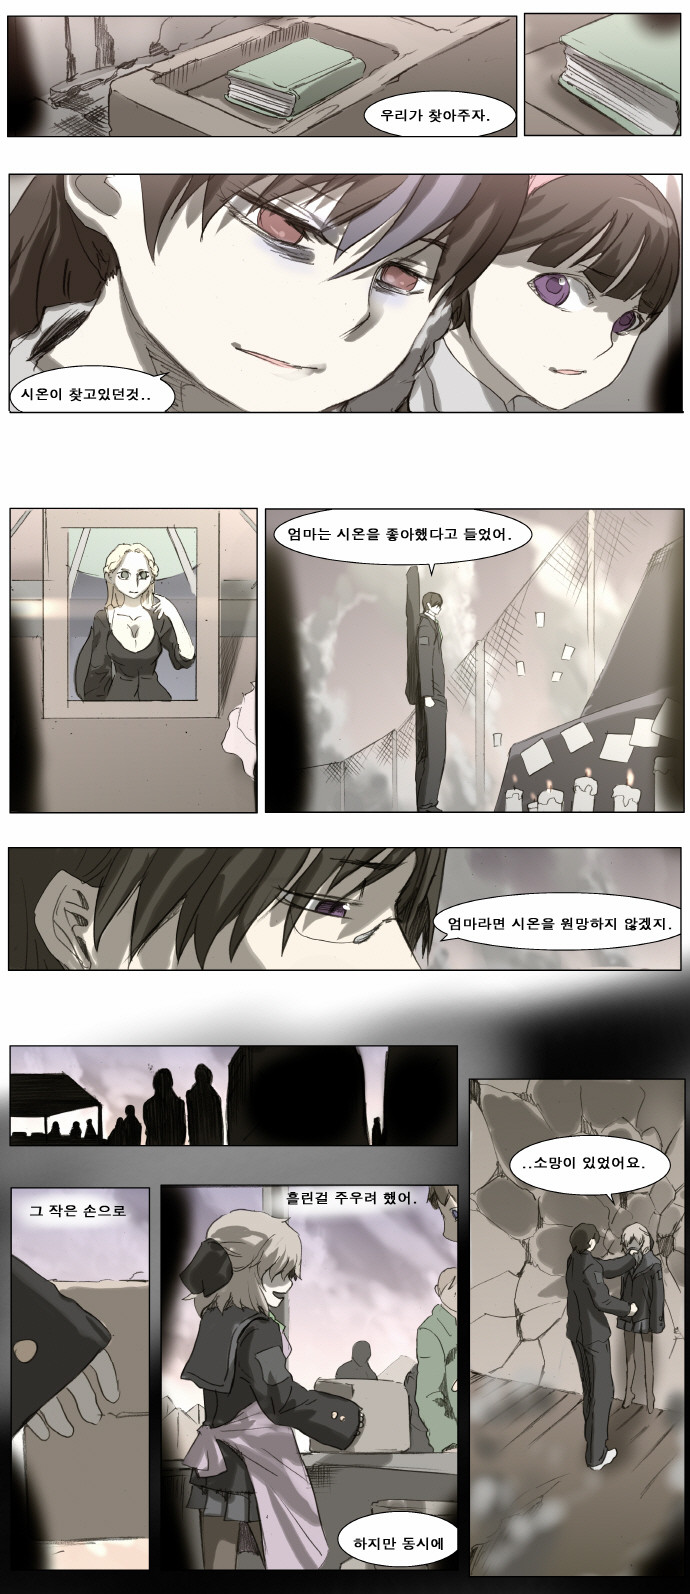 우리가 찾아주자.
시온이 찾고있던것..
엄마는 시온을 좋아했다고 들었어.
엄마라면 시온을 원망하지 않겠지.
..소망이 있었어요.
그 작은 손으로
흘린걸 주우려 했어.
하지만 동시에